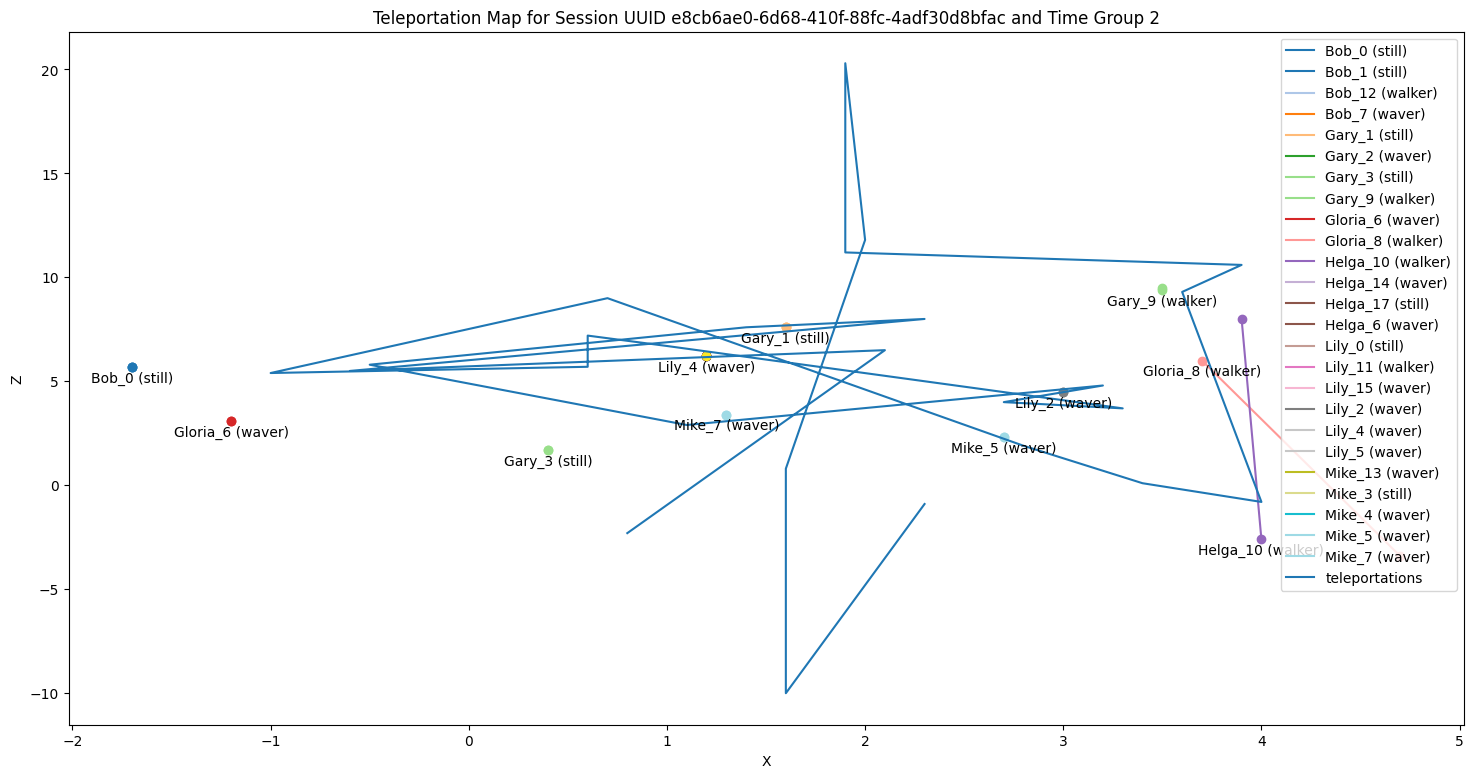 Teleportation Map for Session UUID e8cb6ae0-6d68-410f-88fc-4adf30d8bfac and Time Group 2
Z
20
15
10
5
0
−5
−10
Gary_9 (walker)
Gary_1 (still)
Lily_4 (waver)
Gloria_8 (walker)
Bob_0 (still)
Lily_2 (waver)
Mike_7 (waver)
Gloria_6 (waver)
Mike_5 (waver)
Gary_3 (still)
Helga_10 (walker)
Bob_0 (still)
Bob_1 (still)
Bob_12 (walker)
Bob_7 (waver)
Gary_1 (still)
Gary_2 (waver)
Gary_3 (still)
Gary_9 (walker)
Gloria_6 (waver)
Gloria_8 (walker)
Helga_10 (walker)
Helga_14 (waver)
Helga_17 (still)
Helga_6 (waver)
Lily_0 (still)
Lily_11 (walker)
Lily_15 (waver)
Lily_2 (waver)
Lily_4 (waver)
Lily_5 (waver)
Mike_13 (waver)
Mike_3 (still)
Mike_4 (waver)
Mike_5 (waver)
Mike_7 (waver)
teleportations
−2 −1 0 1 2 3 4 5
X